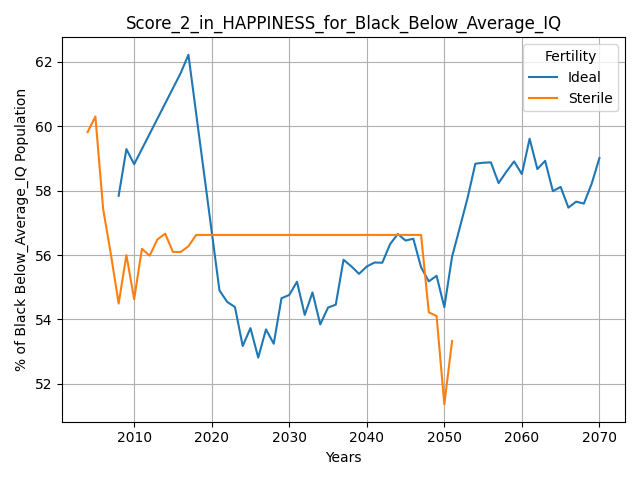 Score_2_in_HAPPINESS_for_Black_Below_Average_IQ
% of Black Below_Average_IQ Population
62
60
58
56
54
52
Fertility
Ideal
Sterile
2010 2020 2030 2040 2050 2060 2070
Years